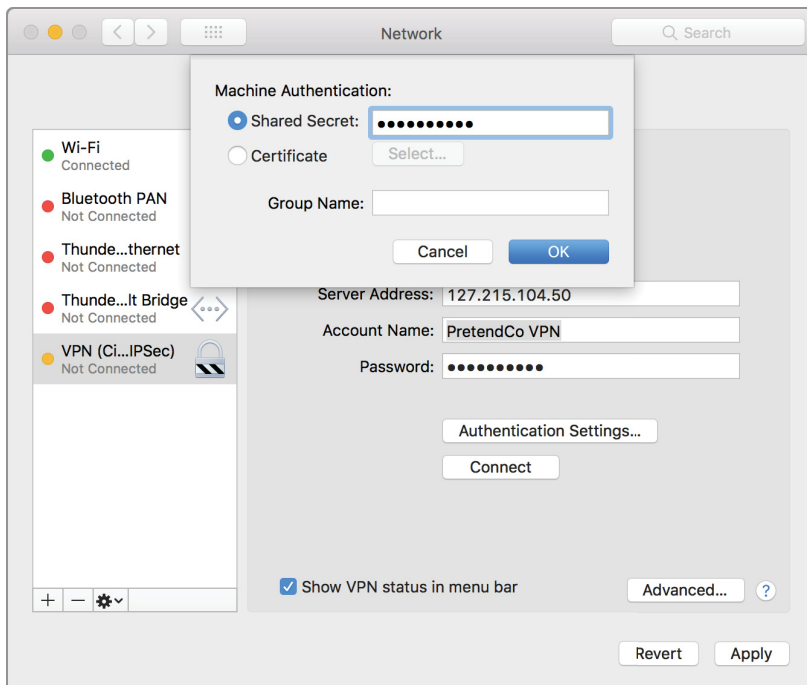 Network
Search
Machine Authentication:
Shared Secret: ●●●●●●●●●●
Certificate Select...
Group Name:
Cancel OK
Wi-Fi
Connected
Bluetooth PAN
Not Connected
Thunde...thernet
Not Connected
Thunde...lt Bridge
Not Connected
VPN (Ci...IPSec)
Not Connected
Server Address: 127.215.104.50
Account Name: PretendCo VPN
Password: ●●●●●●●●●●
Authentication Settings...
Connect
Show VPN status in menu bar
Advanced... ?
Revert Apply